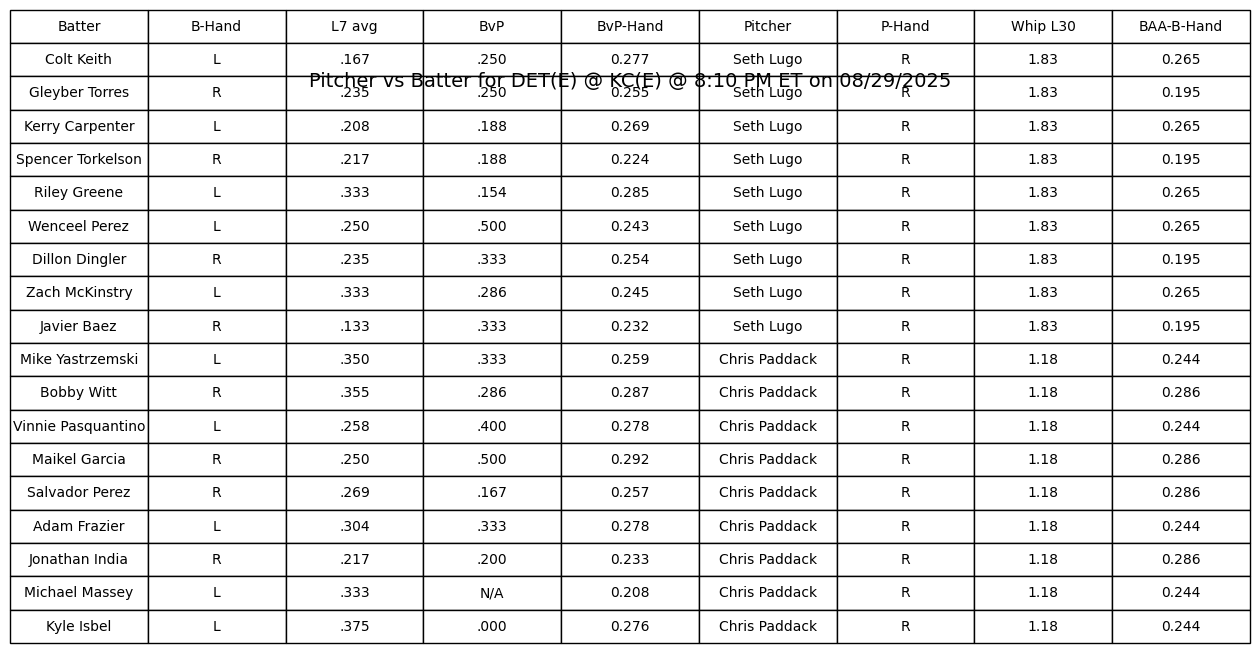 Batter B-Hand L7 avg BvP BvP-Hand Pitcher P-Hand Whip L30 BAA-B-Hand
Colt Keith L .167 .250 0.277 Seth Lugo R 1.83 0.265
Pitcher vs Batter for DET(E) @ KC(E) @ 8:10 PM ET on 08/29/2025
Gleyber Torres R .235 .250 0.255 Seth Lugo R 1.83 0.195
Kerry Carpenter L .208 .188 0.269 Seth Lugo R 1.83 0.265
Spencer Torkelson R .217 .188 0.224 Seth Lugo R 1.83 0.195
Riley Greene L .333 .154 0.285 Seth Lugo R 1.83 0.265
Wenceel Perez L .250 .500 0.243 Seth Lugo R 1.83 0.265
Dillon Dingler R .235 .333 0.254 Seth Lugo R 1.83 0.195
Zach McKinstry L .333 .286 0.245 Seth Lugo R 1.83 0.265
Javier Baez R .133 .333 0.232 Seth Lugo R 1.83 0.195
Mike Yastrzemski L .350 .333 0.259 Chris Paddack R 1.18 0.244
Bobby Witt R .355 .286 0.287 Chris Paddack R 1.18 0.286
Vinnie Pasquantino L .258 .400 0.278 Chris Paddack R 1.18 0.244
Maikel Garcia R .250 .500 0.292 Chris Paddack R 1.18 0.286
Salvador Perez R .269 .167 0.257 Chris Paddack R 1.18 0.286
Adam Frazier L .304 .333 0.278 Chris Paddack R 1.18 0.244
Jonathan India R .217 .200 0.233 Chris Paddack R 1.18 0.286
Michael Massey L .333 N/A 0.208 Chris Paddack R 1.18 0.244
Kyle Isbel L .375 .000 0.276 Chris Paddack R 1.18 0.244